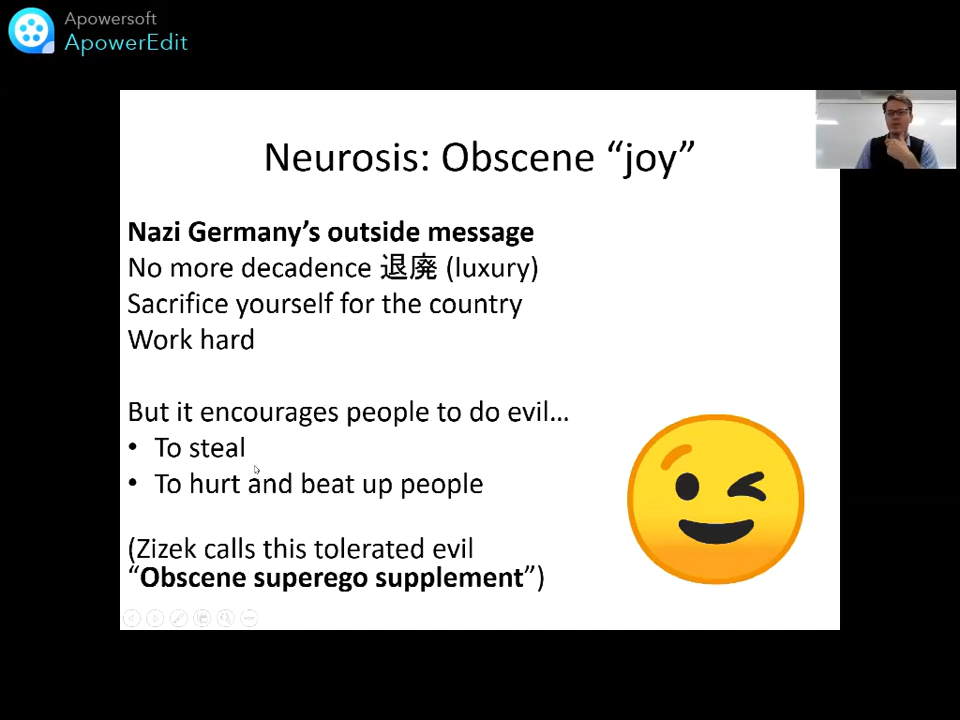 Apowersoft
ApowerEdit
Neurosis: Obscene “joy”
Nazi Germany’s outside message
No more decadence 退廃 (luxury)
Sacrifice yourself for the country
Work hard
But it encourages people to do evil…
• To steal
• To hurt and beat up people
(Zizek calls this tolerated evil
“Obscene superego supplement”)